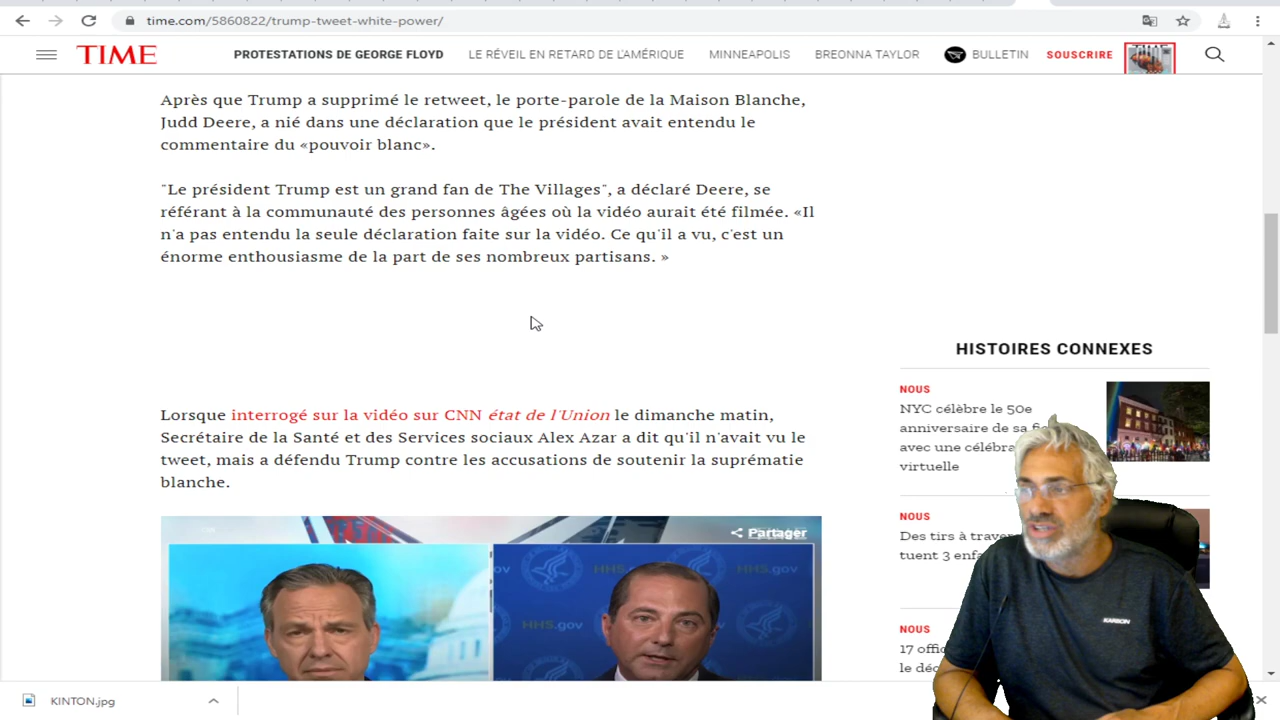 time.com/5860822/trump-tweet-white-power/
TIME
PROTESTATIONS DE GEORGE FLOYD
LE RÉVEIL EN RETARD DE L'AMÉRIQUE
MINNEAPOLIS
BREONNA TAYLOR
BULLETIN
SOUSCRIRE
Après que Trump a supprimé le retweet, le porte-parole de la Maison Blanche,
Judd Deere, a nié dans une déclaration que le président avait entendu le
commentaire du «pouvoir blanc».
"Le président Trump est un grand fan de The Villages", a déclaré Deere, se
référant à la communauté des personnes âgées où la vidéo aurait été filmée. «Il
n'a pas entendu la seule déclaration faite sur la vidéo. Ce qu'il a vu, c'est un
énorme enthousiasme de la part de ses nombreux partisans. »
Lorsque interrogé sur la vidéo sur CNN état de l'Union le dimanche matin,
Secrétaire de la Santé et des Services sociaux Alex Azar a dit qu'il n'avait vu le
tweet, mais a défendu Trump contre les accusations de soutenir la suprématie
blanche.
Partager
HHS.gov
HHS.gov
HISTOIRES CONNEXES
NOUS
NYC célèbre le 50e
anniversaire de sa
avec une
virtuelle
NOUS
Des tirs à
tuent 3
NOUS
17
le
KARBON
KINTON.jpg